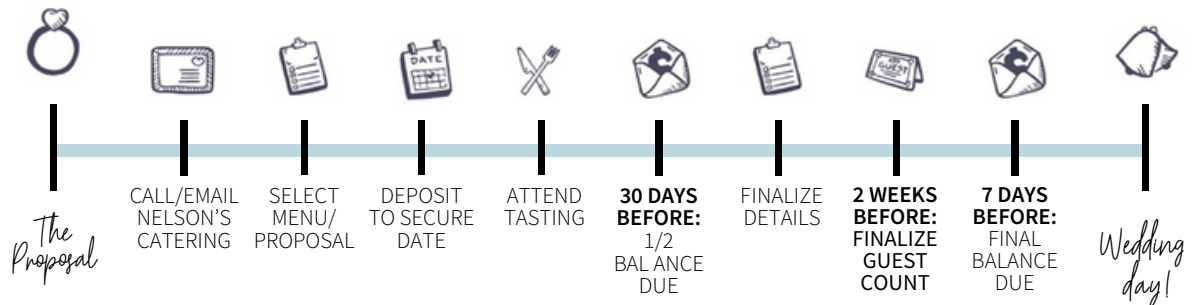 DATE
GUEST
The
Proposal
CALL/EMAIL
NELSON'S
CATERING
SELECT
MENU/
PROPOSAL
DEPOSIT
TO SECURE
DATE
ATTEND
TASTING
30 DAYS
BEFORE:
1/2
BAL ANCE
DUE
FINALIZE
DETAILS
2 WEEKS
BEFORE:
FINALIZE
GUEST
COUNT
7 DAYS
BEFORE:
FINAL
BALANCE
DUE
Wedding
day!